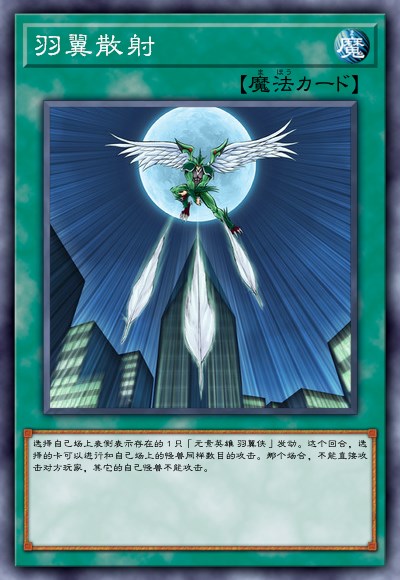 羽翼散射
魔
【魔法カード】
まほう
选择自己场上表侧表示存在的1只「元素英雄 羽翼侠」发动。这个回合，选
择的卡可以进行和自己场上的怪兽同样数目的攻击。那个场合，不能直接攻
击对方玩家，其它的自己怪兽不能攻击。